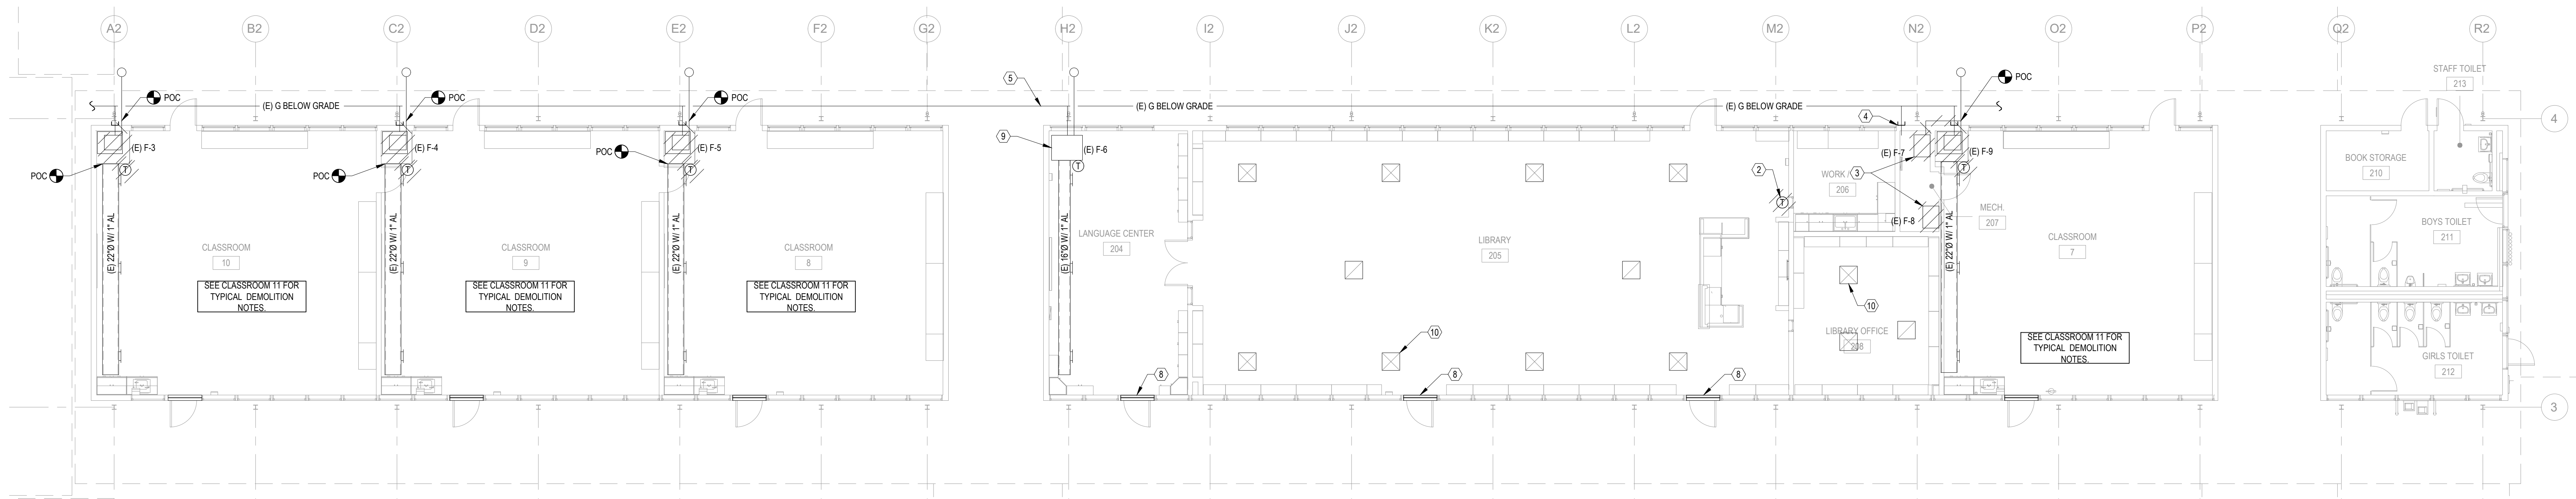 A2
B2
C2
D2
E2
F2
G2
H2
I2
J2
K2
L2
M2
N2
O2
P2
Q2
R2
STAFF TOILET
213
5
POC
POC
POC
POC
(E) G BELOW GRADE
(E) G BELOW GRADE
(E) G BELOW GRADE
4
4
9
(E) F-3
(E) F-4
(E) F-5
(E) F-6
(E) F-7
(E) F-9
3
2
POC
POC
POC
T
T
T
T
T
T
BOOK STORAGE
210
WORK /
206
(E) F-8
MECH.
207
BOYS TOILET
211
(E) 22"Ø W/ 1" AL
(E) 22"Ø W/ 1" AL
(E) 22"Ø W/ 1" AL
(E) 16"Ø W/ 1" AL
(E) 22"Ø W/ 1" AL
CLASSROOM
10
CLASSROOM
9
CLASSROOM
8
LANGUAGE CENTER
204
LIBRARY
205
CLASSROOM
7
SEE CLASSROOM 11 FOR
TYPICAL DEMOLITION
NOTES.
SEE CLASSROOM 11 FOR
TYPICAL DEMOLITION
NOTES.
SEE CLASSROOM 11 FOR
TYPICAL DEMOLITION
NOTES.
10
10
LIBRARY OFFICE
208
SEE CLASSROOM 11 FOR
TYPICAL DEMOLITION
NOTES.
GIRLS TOILET
212
8
8
8
3